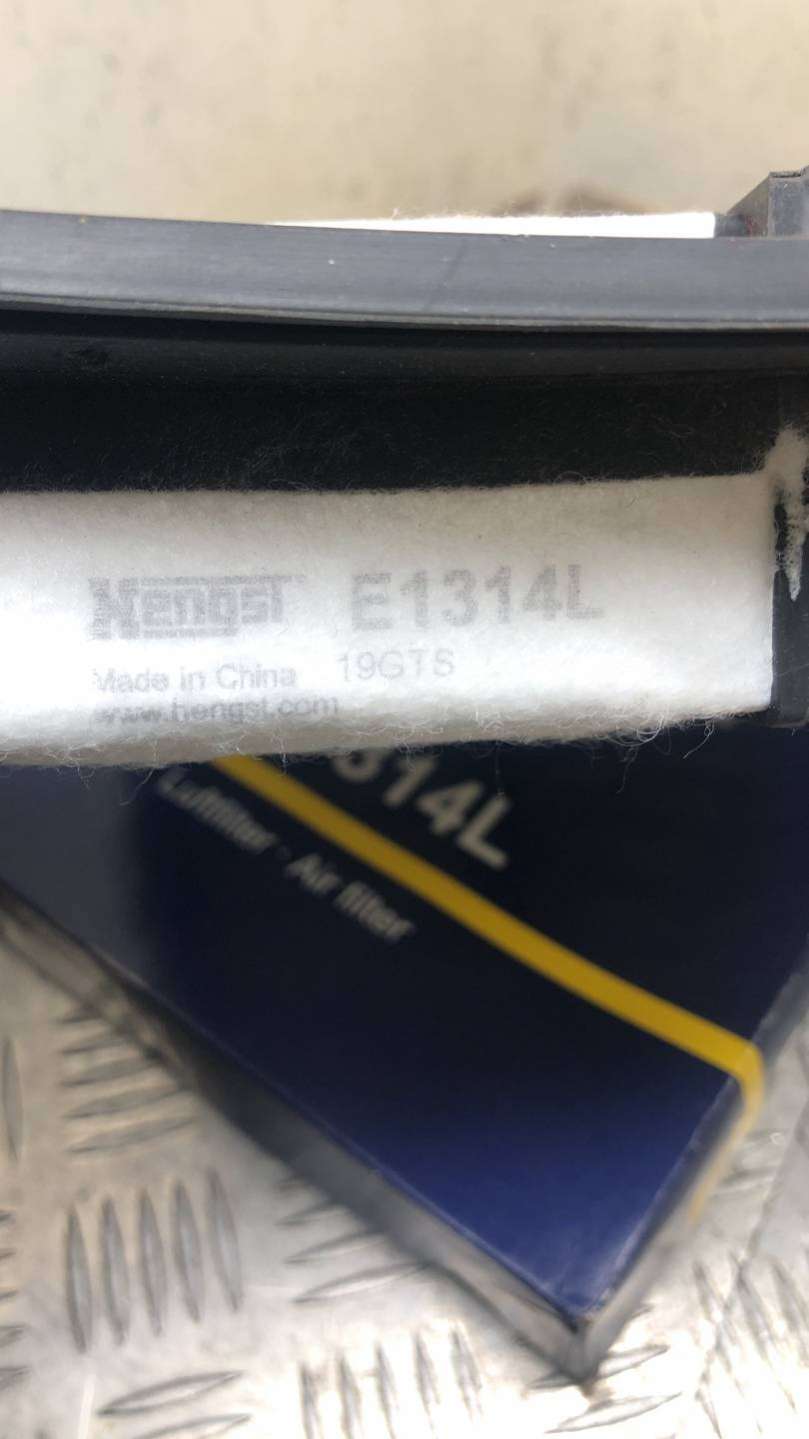 Hengst E1314L
Made in China 19GTS
www.hengst.com
314L
Luftfilter - Air filter